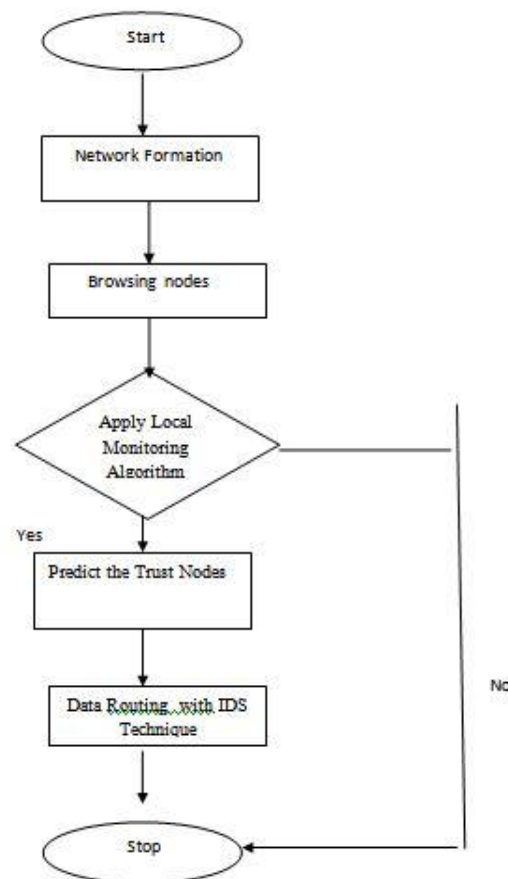 Start
Network Formation
Browsing nodes
Apply Local
Monitoring
Algorithm
Yes
Predict the Trust Nodes
No
Data Routing with IDS
Technique
Stop